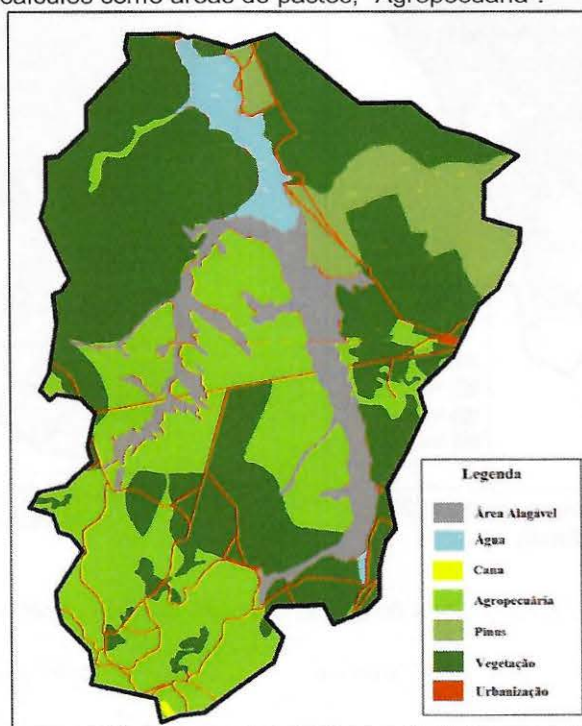 cálculos como áreas de pastos, "Agropecuária".
Legenda
Área Alagável
Água
Cana
Agropecuária
Pinus
Vegetação
Urbanização